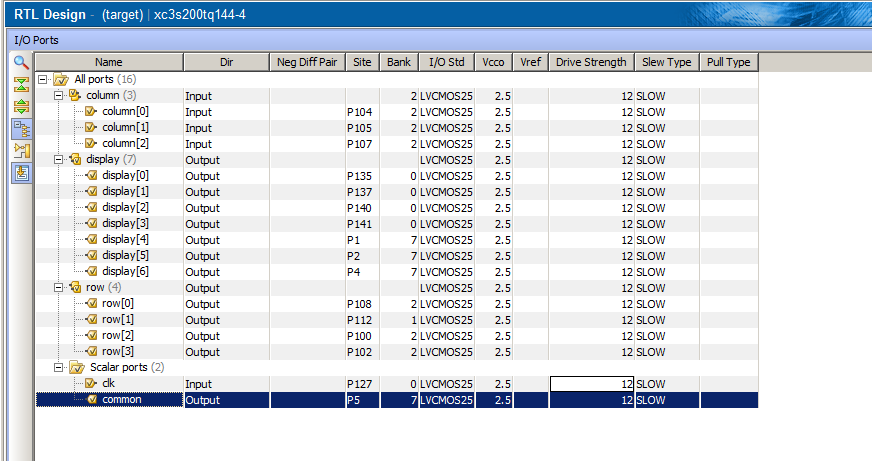 RTL Design - (target) | xc3s200tq144-4
I/O Ports
Name Dir Neg Diff Pair Site Bank I/O Std Vcco Vref Drive Strength Slew Type Pull Type
All ports (16)
column (3) Input 2 LVCMOS25 2.5 12 SLOW
column[0] Input P104 2 LVCMOS25 2.5 12 SLOW
column[1] Input P105 2 LVCMOS25 2.5 12 SLOW
column[2] Input P107 2 LVCMOS25 2.5 12 SLOW
display (7) Output LVCMOS25 2.5 12 SLOW
display[0] Output P135 0 LVCMOS25 2.5 12 SLOW
display[1] Output P137 0 LVCMOS25 2.5 12 SLOW
display[2] Output P140 0 LVCMOS25 2.5 12 SLOW
display[3] Output P141 0 LVCMOS25 2.5 12 SLOW
display[4] Output P1 7 LVCMOS25 2.5 12 SLOW
display[5] Output P2 7 LVCMOS25 2.5 12 SLOW
display[6] Output P4 7 LVCMOS25 2.5 12 SLOW
row (4) Output LVCMOS25 2.5 12 SLOW
row[0] Output P108 2 LVCMOS25 2.5 12 SLOW
row[1] Output P112 1 LVCMOS25 2.5 12 SLOW
row[2] Output P100 2 LVCMOS25 2.5 12 SLOW
row[3] Output P102 2 LVCMOS25 2.5 12 SLOW
Scalar ports (2)
clk Input P127 0 LVCMOS25 2.5 12 SLOW
common Output P5 7 LVCMOS25 2.5 12 SLOW